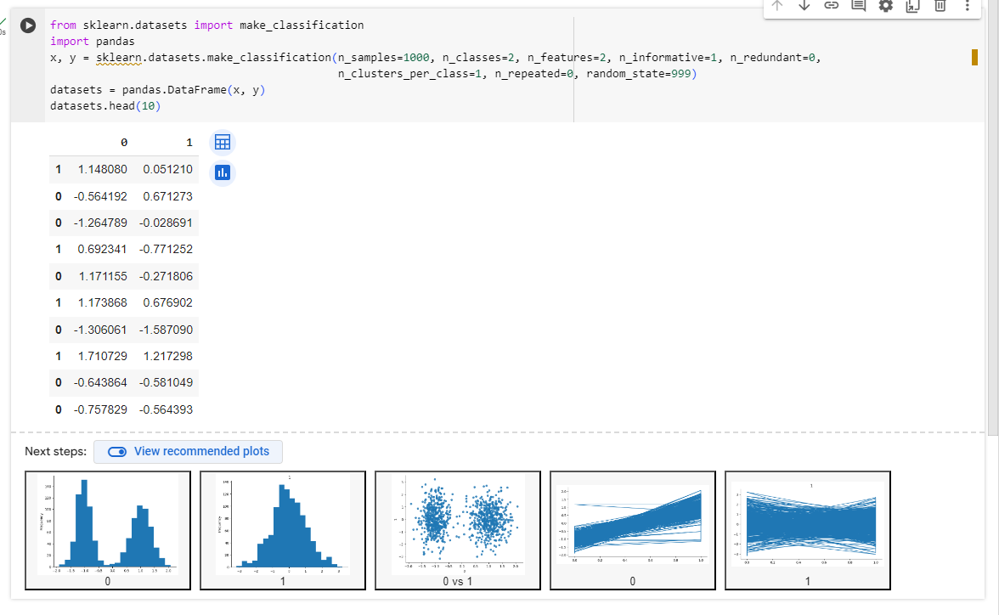 from sklearn.datasets import make_classification
import pandas
x, y = sklearn.datasets.make_classification(n_samples=1000, n_classes=2, n_features=2, n_informative=1, n_redundant=0,
n_clusters_per_class=1, n_repeated=0, random_state=999)
datasets = pandas.DataFrame(x, y)
datasets.head(10)
0 1
1 1.148080 0.051210
0 -0.564192 0.671273
0 -1.264789 -0.028691
1 0.692341 -0.771252
0 1.171155 -0.271806
1 1.173868 0.676902
0 -1.306061 -1.587090
1 1.710729 1.217298
0 -0.643864 -0.581049
0 -0.757829 -0.564393
Next steps: View recommended plots
0 1 0 vs 1 0 1